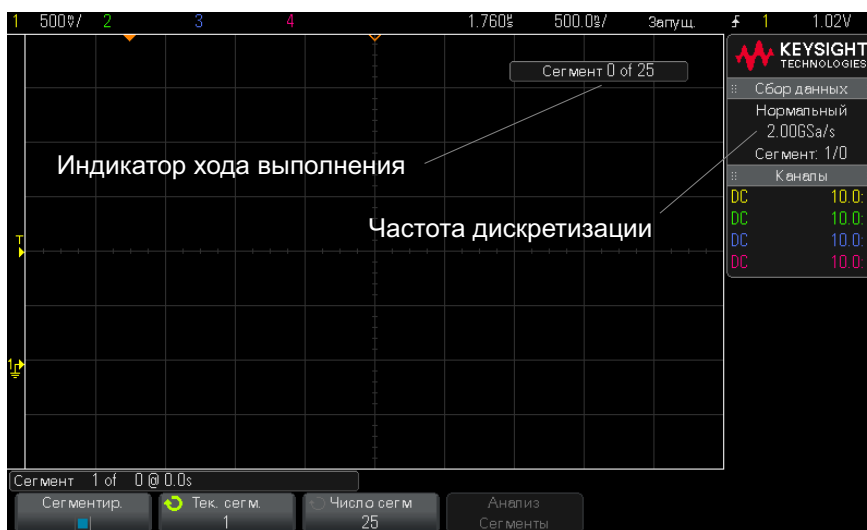 1 500mV/ 2 3 4 1.760s 500.0s/ Запущ. 1 1.02V
KEYSIGHT
TECHNOLOGIES
Сегмент 0 of 25
Сбор данных
Нормальный
2.00GSa/s
Сегмент: 1/0
Индикатор хода выполнения
Каналы
DC 10.0:
DC 10.0:
DC 10.0:
DC 10.0:
Частота дискретизации
T
1
Сегмент 1 of 0 @ 0.0s
Сегментир. Тек. сегм. Число сегм Анализ
1 25 Сегменты